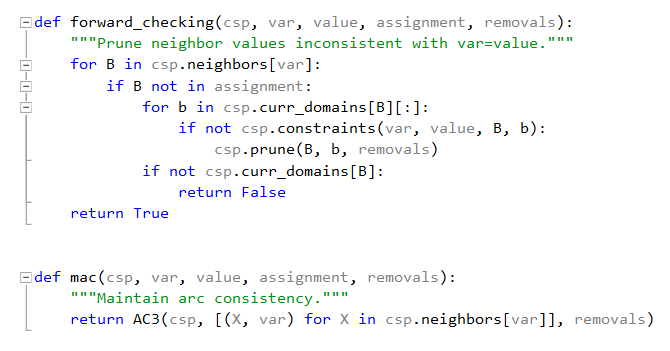 def forward_checking(csp, var, value, assignment, removals):
    """Prune neighbor values inconsistent with var=value."""
    for B in csp.neighbors[var]:
        if B not in assignment:
            for b in csp.curr_domains[B][:]:
                if not csp.constraints(var, value, B, b):
                    csp.prune(B, b, removals)
            if not csp.curr_domains[B]:
                return False
    return True

def mac(csp, var, value, assignment, removals):
    """Maintain arc consistency."""
    return AC3(csp, [(X, var) for X in csp.neighbors[var]], removals)